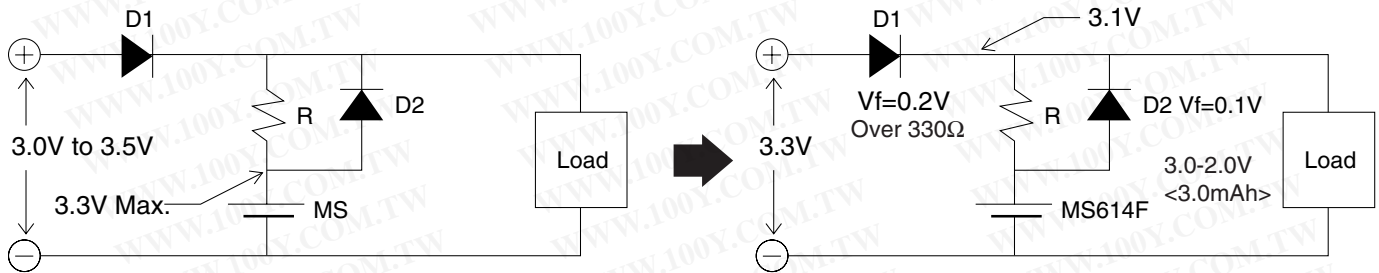 D1
D2
R
3.0V to 3.5V
3.3V Max.
MS
Load
D1
3.1V
Vf=0.2V
Over 330Ω
R
D2 Vf=0.1V
3.3V
3.0-2.0V
<3.0mAh>
Load
MS614F
WWW.100Y.COM.TW